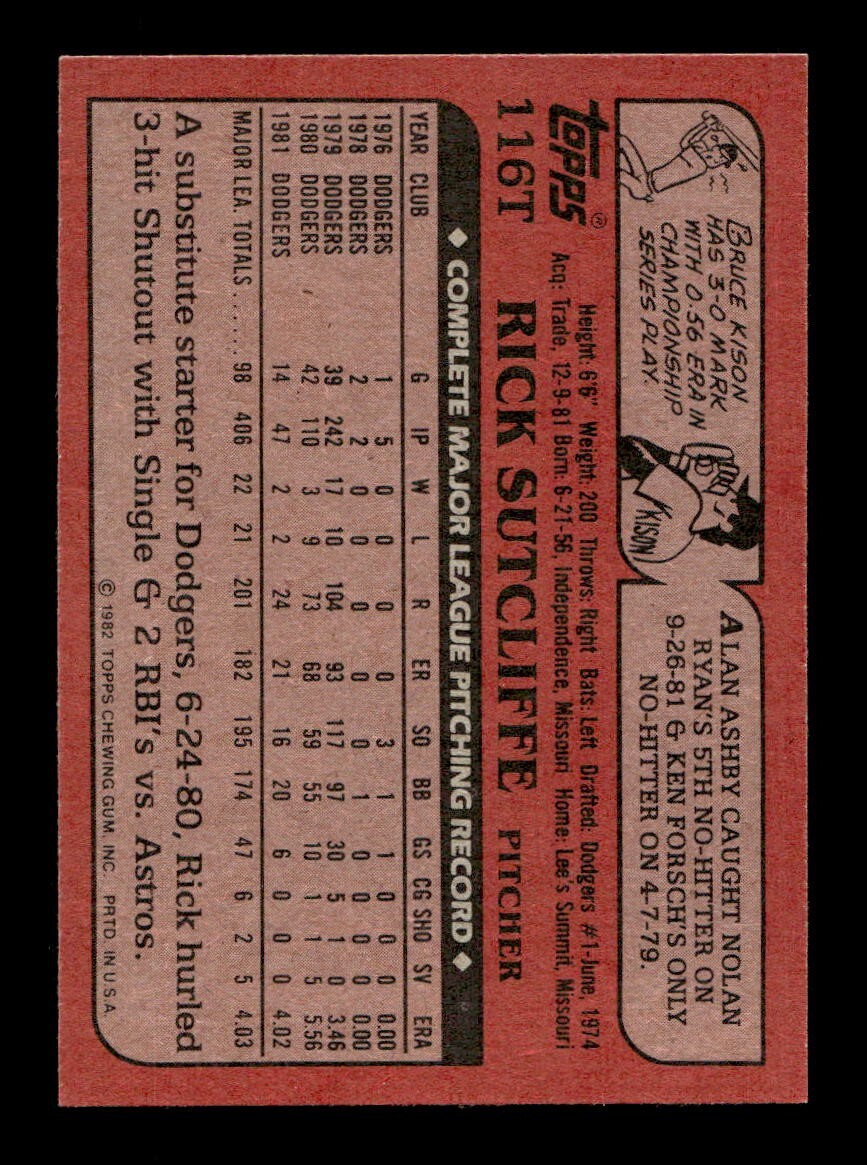 BRUCE KISON
HAS 3-0 MARK
WITH 0.56 ERA IN
CHAMPIONSHIP
SERIES PLAY.
KISON
ALAN ASHBY CAUGHT NOLAN
RYAN'S 5TH NO-HITTER ON
9-26-81 & KEN FORSCH'S ONLY
NO-HITTER ON 4-7-79.
TOPPS®
Height: 6'6" Weight: 200 Throws: Right Bats: Left Drafted: Dodgers #1-June, 1974
Acq: Trade, 12-9-81 Born: 6-21-56, Independence, Missouri Home: Lee's Summit, Missouri
116T RICK SUTCLIFFE PITCHER
◆ COMPLETE MAJOR LEAGUE PITCHING RECORD ◆
YEAR CLUB G IP W L R ER SO BB GS CG SHO SV ERA
1976 DODGERS 1 5 0 0 0 0 3 1 1 0 0 0 0.00
1978 DODGERS 2 2 0 0 0 0 0 1 0 0 0 0 0.00
1979 DODGERS 39 242 17 10 104 93 117 97 30 5 1 0 3.46
1980 DODGERS 42 110 3 9 73 68 59 55 10 1 1 5 5.56
1981 DODGERS 14 47 2 2 24 21 16 20 6 0 0 0 4.02
MAJOR LEA. TOTALS...... 98 406 22 21 201 182 195 174 47 6 2 5 4.03
A substitute starter for Dodgers, 6-24-80, Rick hurled
3-hit Shutout with Single & 2 RBI's vs. Astros.
© 1982 TOPPS CHEWING GUM, INC. PRTD. IN U.S.A.